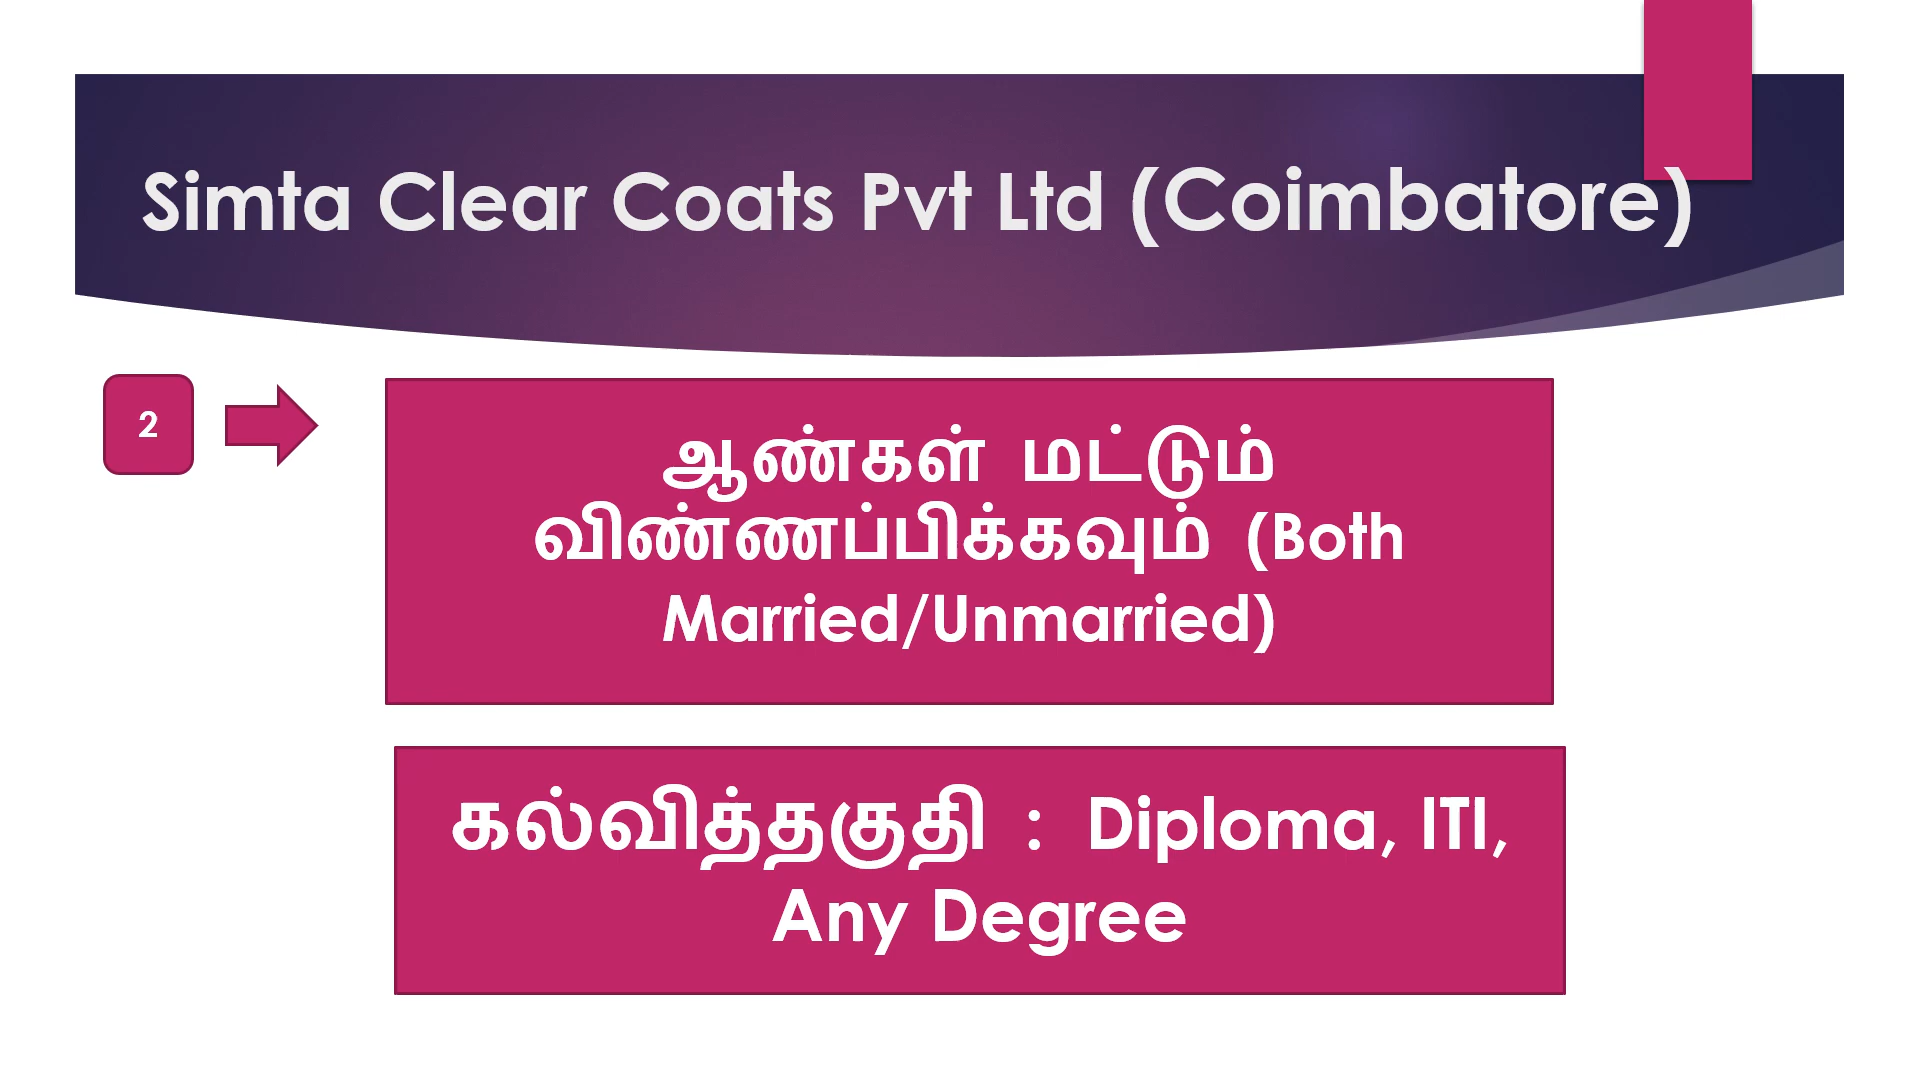 Simta Clear Coats Pvt Ltd (Coimbatore)
2
ஆண்கள் மட்டும்
விண்ணப்பிக்கவும் (Both
Married/Unmarried)
கல்வித்தகுதி : Diploma, ITI,
Any Degree